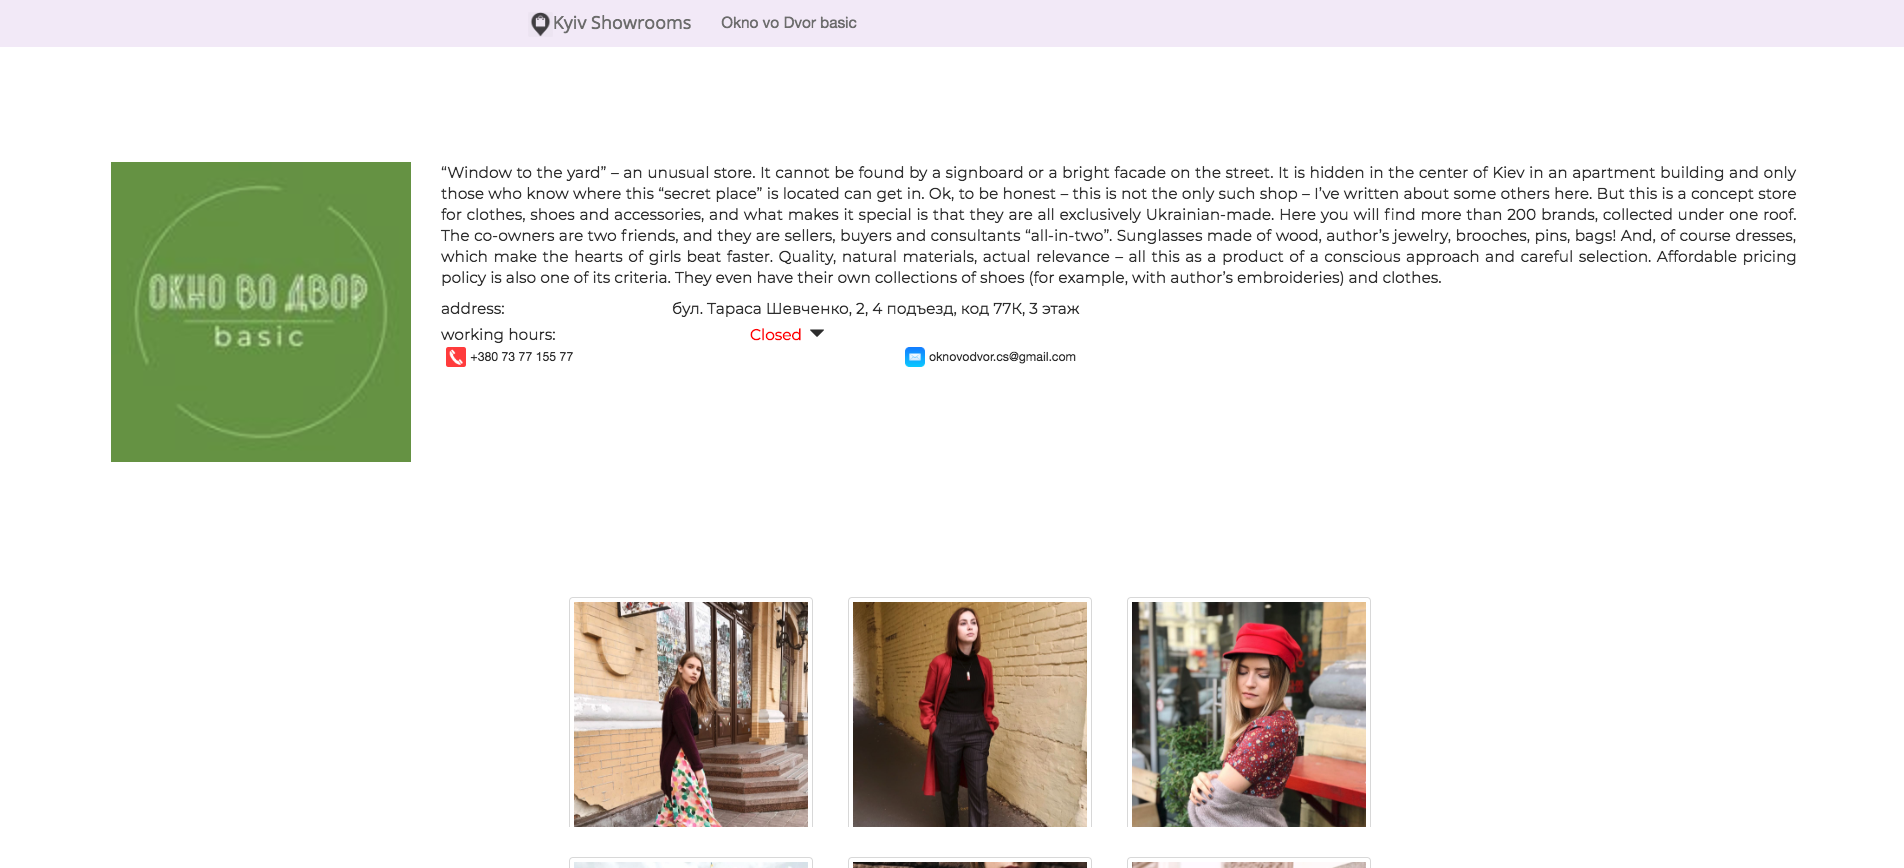 Kyiv Showrooms Okno vo Dvor basic
ОКНО ВО ДВОР
basic
“Window to the yard” – an unusual store. It cannot be found by a signboard or a bright facade on the street. It is hidden in the center of Kiev in an apartment building and only
those who know where this “secret place” is located can get in. Ok, to be honest – this is not the only such shop – I’ve written about some others here. But this is a concept store
for clothes, shoes and accessories, and what makes it special is that they are all exclusively Ukrainian-made. Here you will find more than 200 brands, collected under one roof.
The co-owners are two friends, and they are sellers, buyers and consultants “all-in-two”. Sunglasses made of wood, author’s jewelry, brooches, pins, bags! And, of course dresses,
which make the hearts of girls beat faster. Quality, natural materials, actual relevance – all this as a product of a conscious approach and careful selection. Affordable pricing
policy is also one of its criteria. They even have their own collections of shoes (for example, with author’s embroideries) and clothes.
address: бул. Тараса Шевченко, 2, 4 подъезд, код 77К, 3 этаж
working hours: Closed
+380 73 77 155 77 oknovodvor.cs@gmail.com